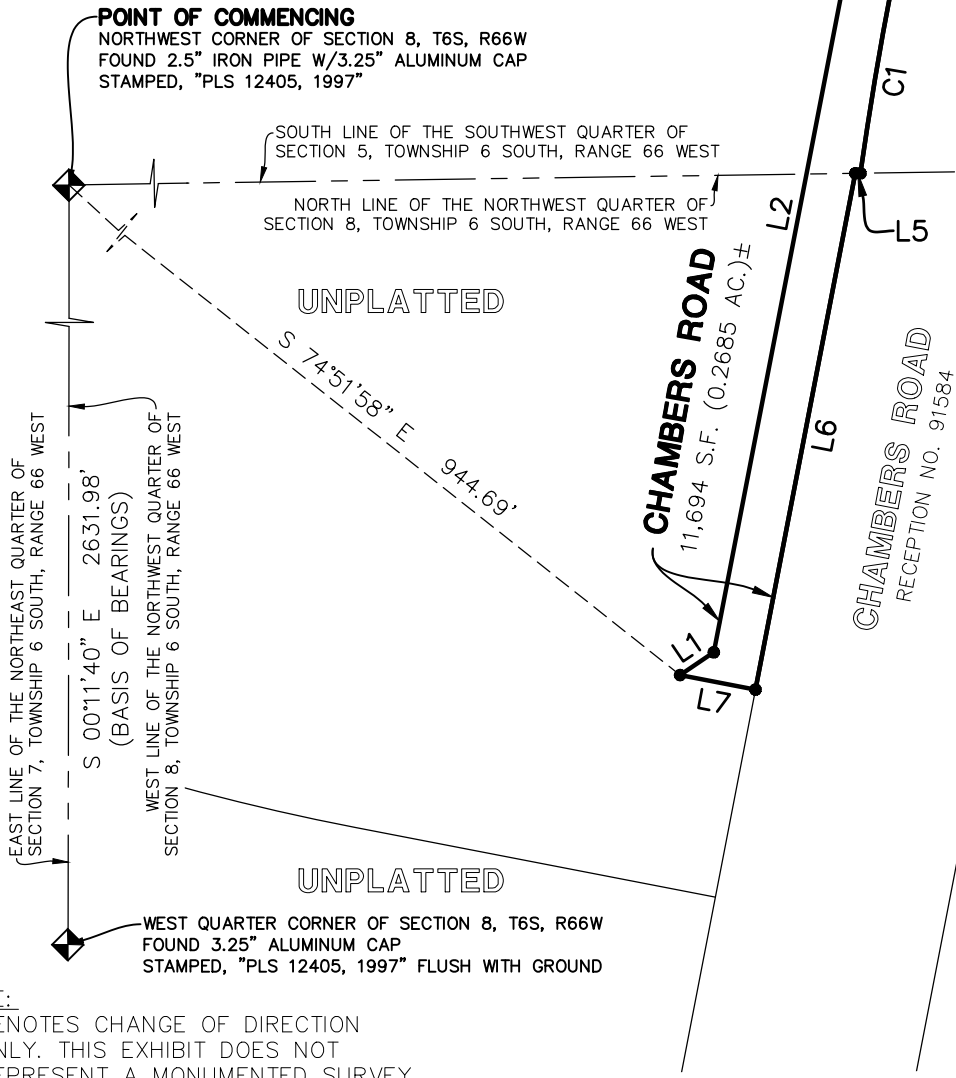 POINT OF COMMENCING
NORTHWEST CORNER OF SECTION 8, T6S, R66W
FOUND 2.5" IRON PIPE W/3.25" ALUMINUM CAP
STAMPED, "PLS 12405, 1997"
C1
SOUTH LINE OF THE SOUTHWEST QUARTER OF
SECTION 5, TOWNSHIP 6 SOUTH, RANGE 66 WEST
NORTH LINE OF THE NORTHWEST QUARTER OF
SECTION 8, TOWNSHIP 6 SOUTH, RANGE 66 WEST
L2
L5
UNPLATTED
CHAMBERS ROAD
11,694 S.F. (0.2685 AC.)±
S 74°51'58" E
944.69'
L6
CHAMBERS ROAD
RECEPTION NO. 91584
EAST LINE OF THE NORTHEAST QUARTER OF
SECTION 7, TOWNSHIP 6 SOUTH, RANGE 66 WEST
S 00°11'40" E 2631.98'
(BASIS OF BEARINGS)
WEST LINE OF THE NORTHWEST QUARTER OF
SECTION 8, TOWNSHIP 6 SOUTH, RANGE 66 WEST
L1
L7
UNPLATTED
WEST QUARTER CORNER OF SECTION 8, T6S, R66W
FOUND 3.25" ALUMINUM CAP
STAMPED, "PLS 12405, 1997" FLUSH WITH GROUND
E:
ENOTES CHANGE OF DIRECTION
NLY. THIS EXHIBIT DOES NOT
EPRESENT A MONUMENTED SURVEY